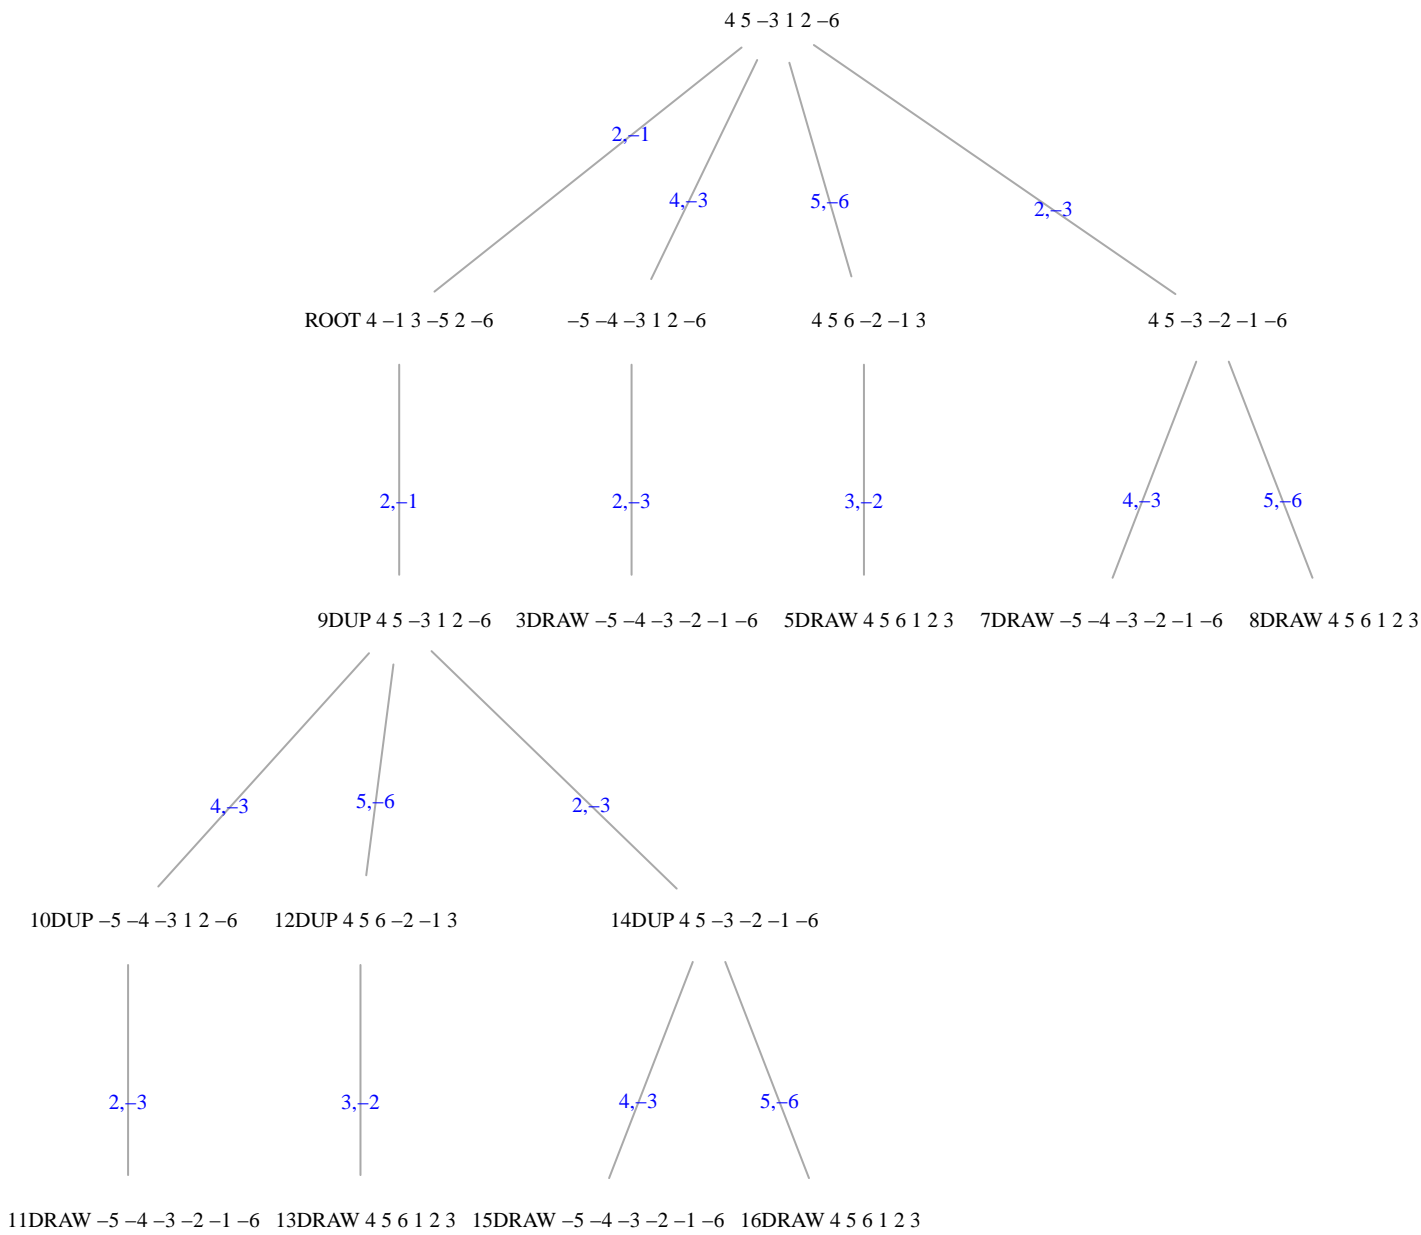 4 5 –3 1 2 –6
2,–1
4,–3
5,–6
2,–3
ROOT 4 –1 3 –5 2 –6
–5 –4 –3 1 2 –6
4 5 6 –2 –1 3
4 5 –3 –2 –1 –6
2,–1
2,–3
3,–2
4,–3
5,–6
9DUP 4 5 –3 1 2 –6
3DRAW –5 –4 –3 –2 –1 –6
5DRAW 4 5 6 1 2 3
7DRAW –5 –4 –3 –2 –1 –6
8DRAW 4 5 6 1 2 3
4,–3
5,–6
2,–3
10DUP –5 –4 –3 1 2 –6
12DUP 4 5 6 –2 –1 3
14DUP 4 5 –3 –2 –1 –6
2,–3
3,–2
4,–3
5,–6
11DRAW –5 –4 –3 –2 –1 –6
13DRAW 4 5 6 1 2 3
15DRAW –5 –4 –3 –2 –1 –6
16DRAW 4 5 6 1 2 3